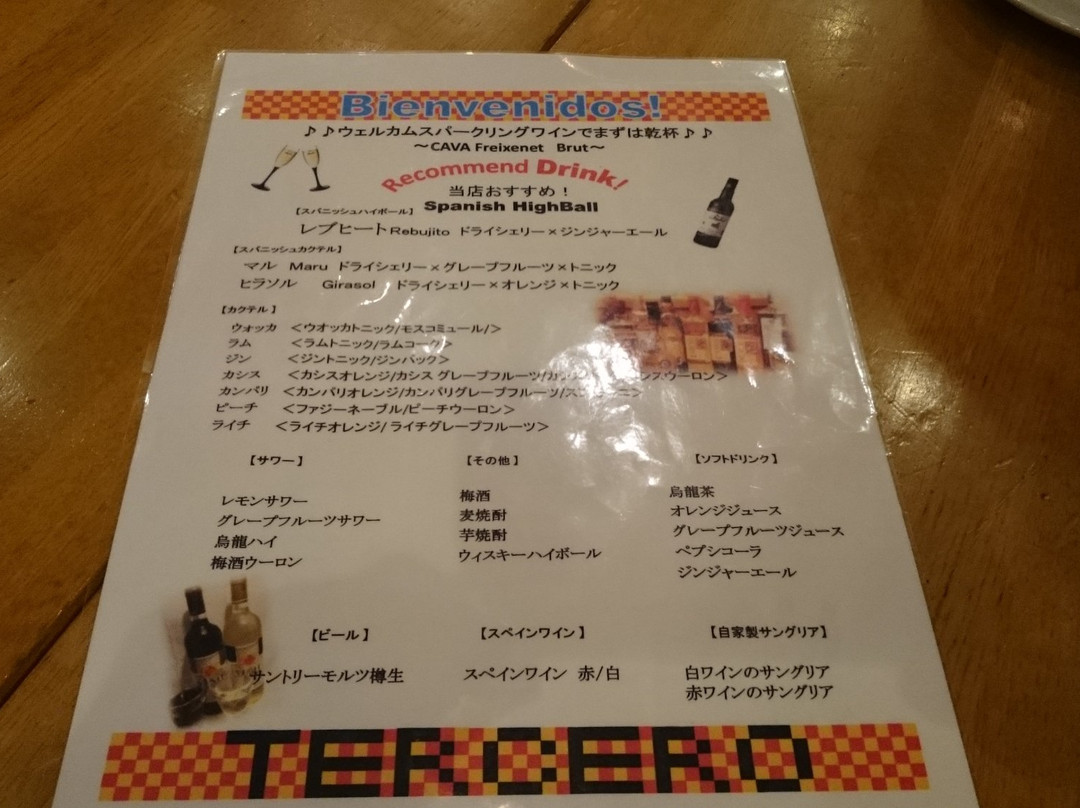 Bienvenidos!
♪♪ウェルカムスパークリングワインでまずは乾杯♪♪
～CAVA Freixenet Brut～
Recommend Drink!
当店おすすめ！
【スパニッシュハイボール】 Spanish HighBall
レブヒート Rebujito ドライシェリー×ジンジャーエール
【スパニッシュカクテル】
マル Maru ドライシェリー×グレープフルーツ×トニック
ヒラソル Girasol ドライシェリー×オレンジ×トニック
【カクテル】
ウォッカ ＜ウオッカトニック/モスコミュール/＞
ラム ＜ラムトニック/ラムコーク＞
ジン ＜ジントニック/ジンバック＞
カシス ＜カシスオレンジ/カシス グレープフルーツ/ ウーロン＞
カンパリ ＜カンパリオレンジ/カンパリグレープフルーツ/ ＞
ピーチ ＜ファジーネーブル/ピーチウーロン＞
ライチ ＜ライチオレンジ/ライチグレープフルーツ＞
【サワー】
レモンサワー
グレープフルーツサワー
烏龍ハイ
梅酒ウーロン
【その他】
梅酒
麦焼酎
芋焼酎
ウィスキーハイボール
【ソフトドリンク】
烏龍茶
オレンジジュース
グレープフルーツジュース
ペプシコーラ
ジンジャーエール
【ビール】
サントリーモルツ樽生
【スペインワイン】
スペインワイン 赤/白
【自家製サングリア】
白ワインのサングリア
赤ワインのサングリア
TERCERO